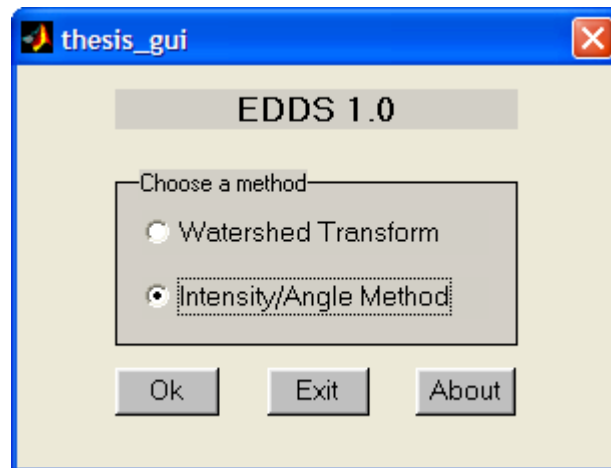 thesis_gui
EDDS 1.0
Choose a method
Watershed Transform
Intensity/Angle Method
Ok Exit About